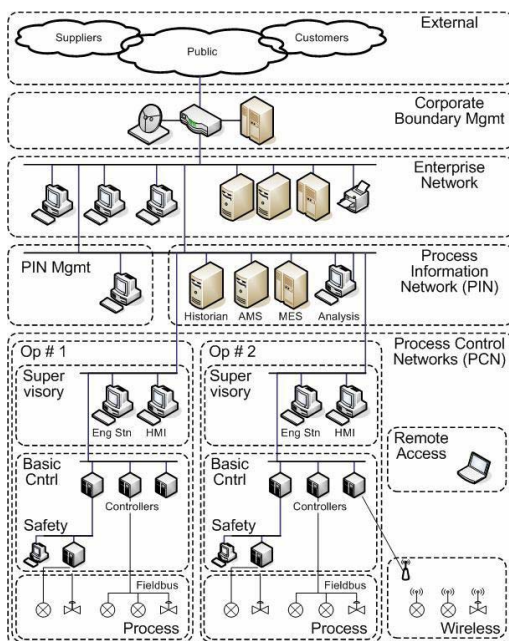 External
Suppliers
Customers
Public
Corporate
Boundary Mgmt
Enterprise
Network
PIN Mgmt
Process
Information
Network (PIN)
Historian AMS MES Analysis
Process Control
Networks (PCN)
Op # 1
Super
visory
Eng Stn HMI
Basic
Cntrl
Controllers
Safety
Fieldbus
Process
Op # 2
Super
visory
Eng Stn HMI
Basic
Cntrl
Controllers
Safety
Fieldbus
Process
Remote
Access
Wireless